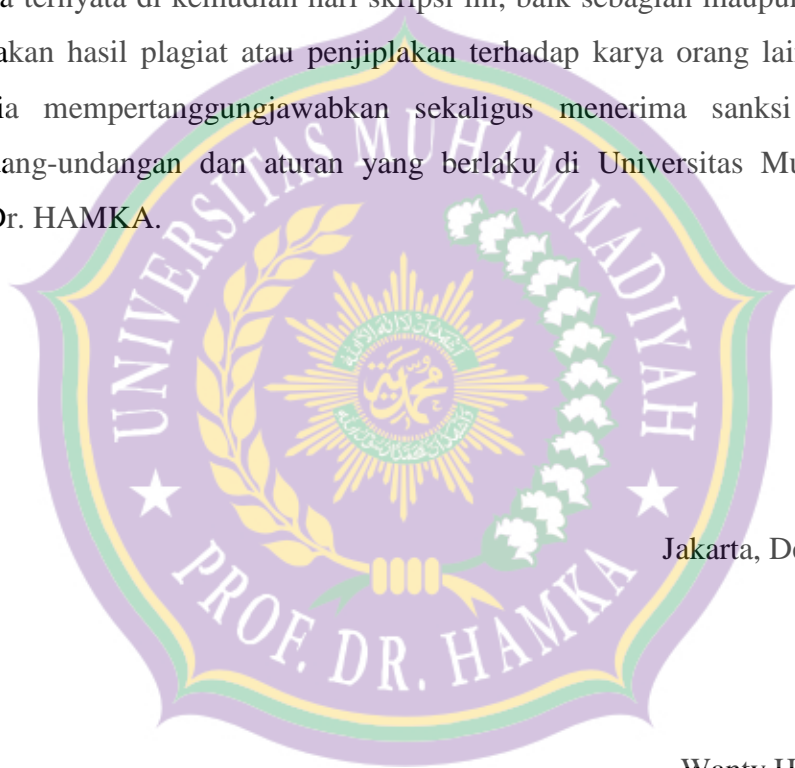 ternyata di kemudian hari skripsi ini, baik sebagian maupun
akan hasil plagiat atau penjiplakan terhadap karya orang lain
mempertanggungjawabkan sekaligus menerima sanksi
ang-undangan dan aturan yang berlaku di Universitas Mu
Dr. HAMKA.
UNIVERSITAS MUHAMMADIYAH
محمدية
PROF. DR. HAMKA
Jakarta, De